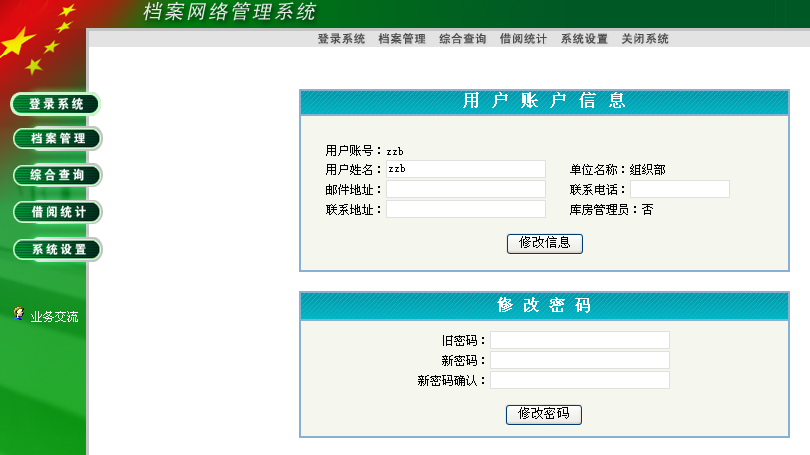 档案网络管理系统
登录系统 档案管理 综合查询 借阅统计 系统设置 关闭系统
登录系统
档案管理
综合查询
借阅统计
系统设置
业务交流
用户账户信息
用户账号：zzb
用户姓名：zzb 单位名称：组织部
邮件地址： 联系电话：
联系地址： 库房管理员：否
修改信息
修改密码
旧密码：
新密码：
新密码确认：
修改密码